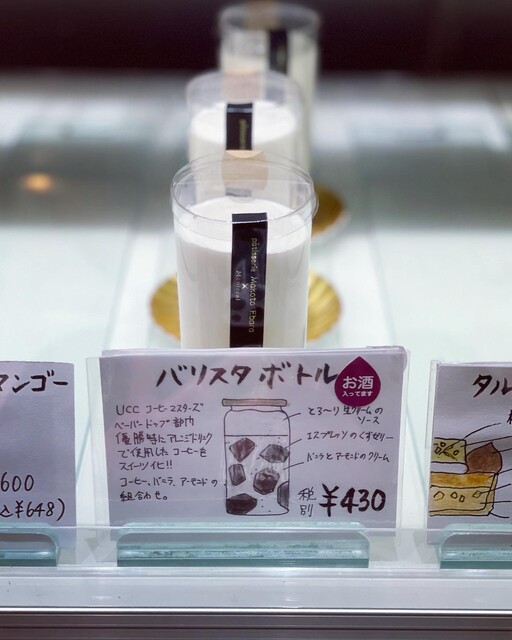 pâtisserie Makoto Ebara
×
マンゴー
600
¥648)
バリスタ ボトル
お酒
入ってます
UCC コーヒーマスターズ
ペーパードリップ部門
優勝時にアレンジドリンク
で使用したコーヒーを
スイーツ化!!
コーヒー、バニラ、アーモンドの
組合わせ。
とろ〜り生クリームの
ソース
エスプレッソのくずゼリー
バニラとアーモンドのクリーム
税別 ¥430
タル